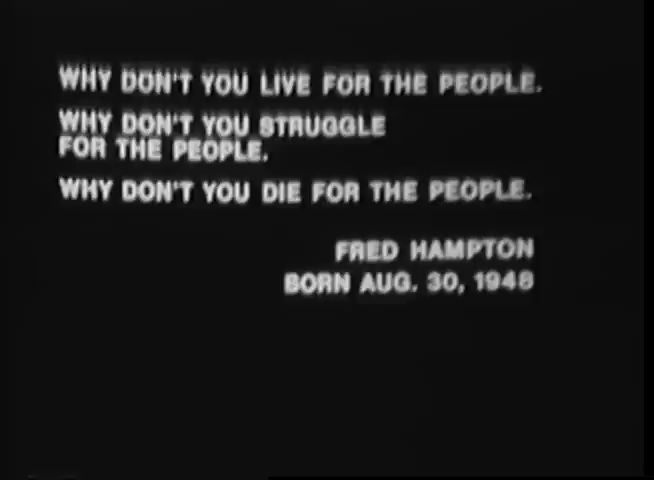 WHY DON'T YOU LIVE FOR THE PEOPLE.
WHY DON'T YOU STRUGGLE
FOR THE PEOPLE.
WHY DON'T YOU DIE FOR THE PEOPLE.
FRED HAMPTON
BORN AUG. 30, 1948